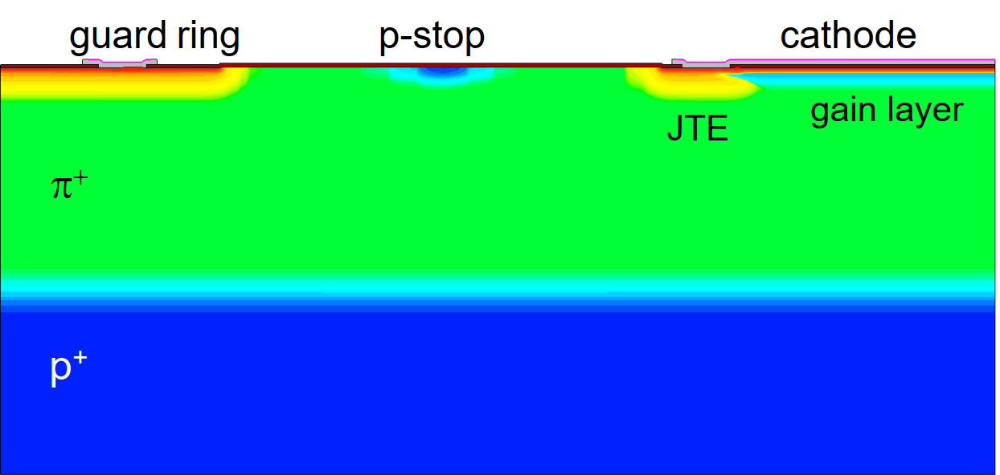 guard ring p-stop cathode
gain layer
JTE
π⁺
p⁺